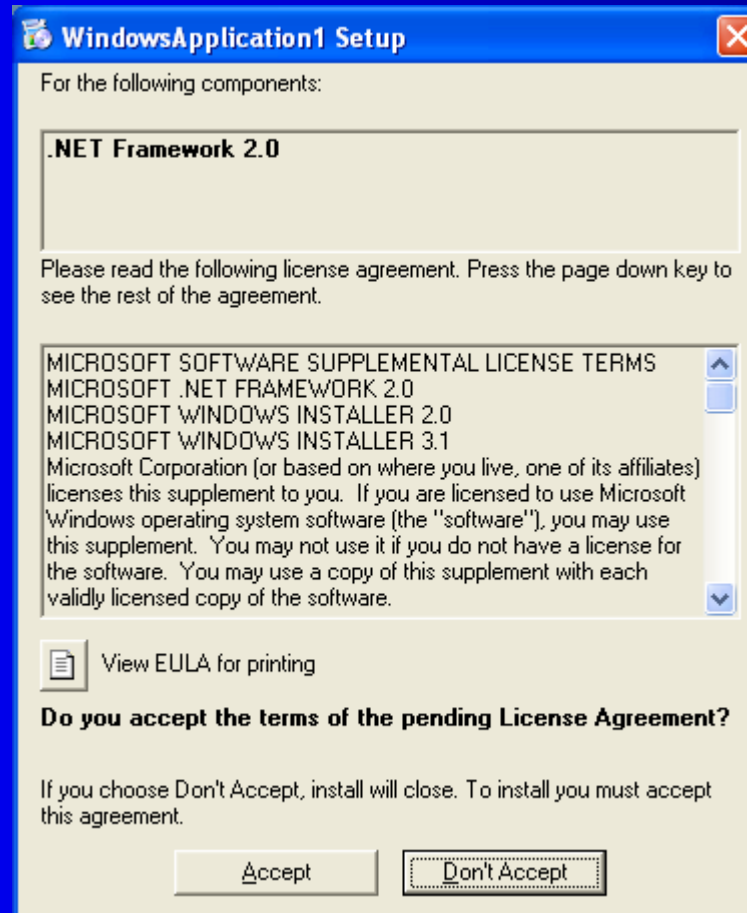 WindowsApplication1 Setup
For the following components:
.NET Framework 2.0
Please read the following license agreement. Press the page down key to
see the rest of the agreement.
MICROSOFT SOFTWARE SUPPLEMENTAL LICENSE TERMS
MICROSOFT .NET FRAMEWORK 2.0
MICROSOFT WINDOWS INSTALLER 2.0
MICROSOFT WINDOWS INSTALLER 3.1
Microsoft Corporation (or based on where you live, one of its affiliates)
licenses this supplement to you.  If you are licensed to use Microsoft
Windows operating system software (the "software"), you may use
this supplement.  You may not use it if you do not have a license for
the software.  You may use a copy of this supplement with each
validly licensed copy of the software.
View EULA for printing
Do you accept the terms of the pending License Agreement?
If you choose Don't Accept, install will close. To install you must accept
this agreement.
Accept
Don't Accept